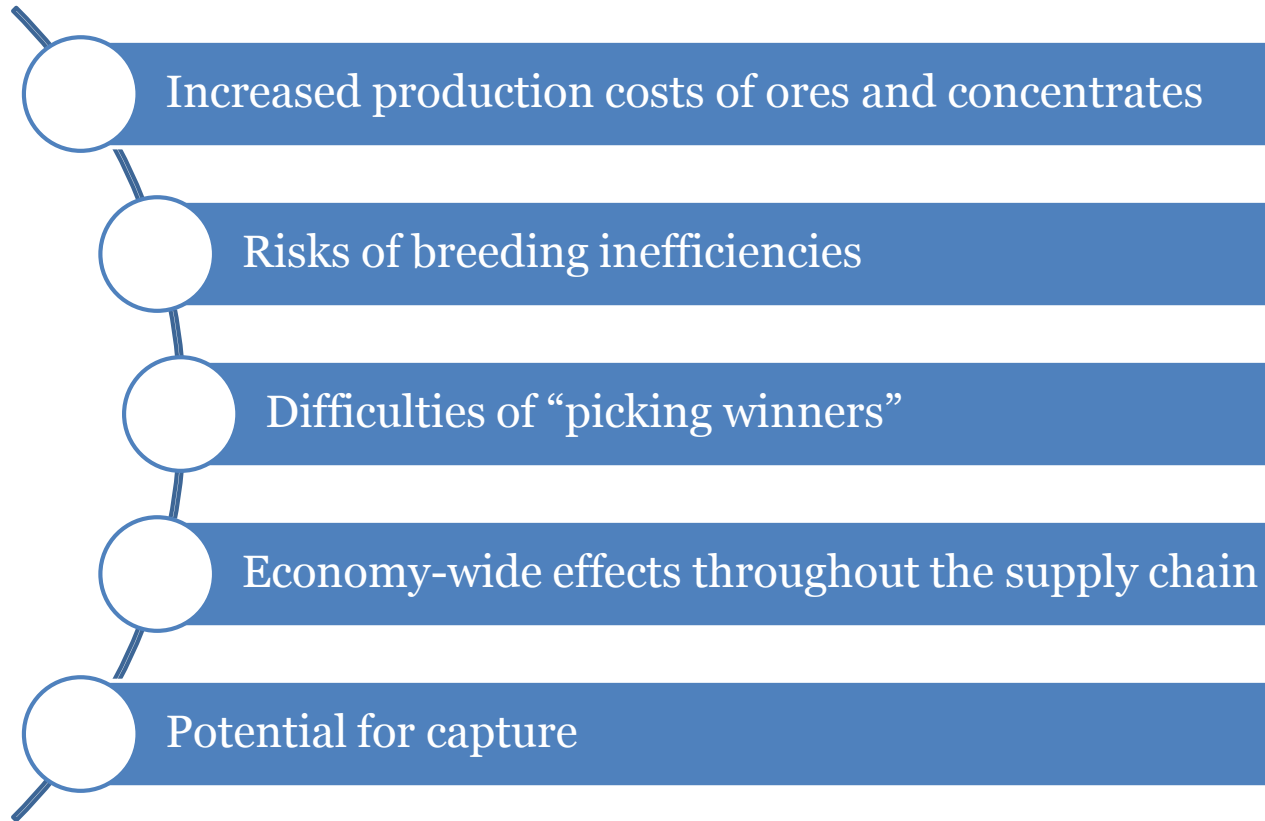 Increased production costs of ores and concentrates
Risks of breeding inefficiencies
Difficulties of “picking winners”
Economy-wide effects throughout the supply chain
Potential for capture